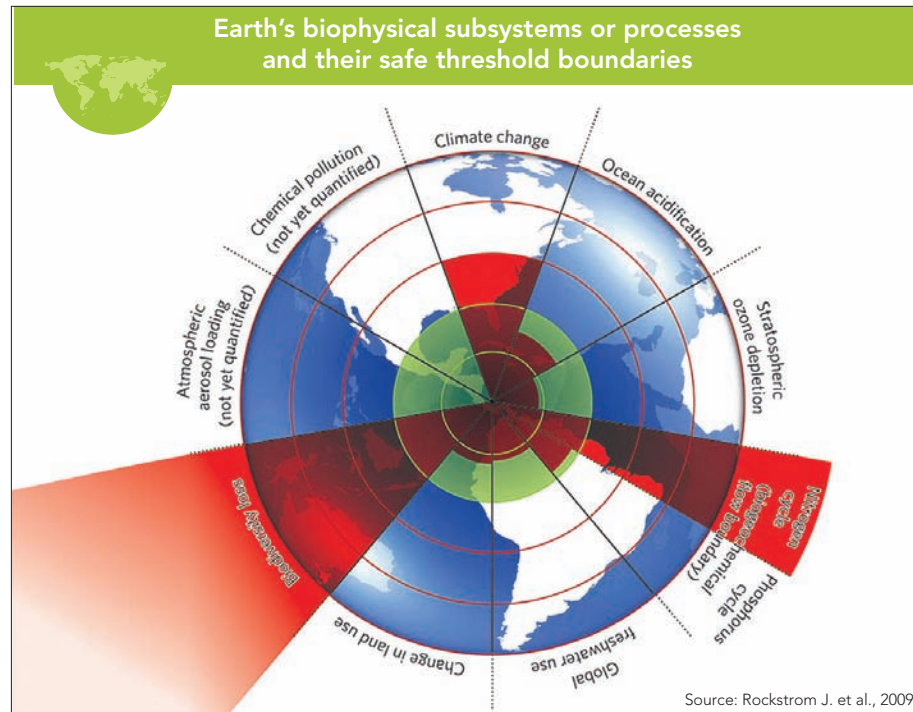 Earth's biophysical subsystems or processes
and their safe threshold boundaries
Climate change
Ocean acidification
Stratospheric
ozone depletion
Nitrogen
cycle
(biogeochemical
flow boundary)
Phosphorus
cycle
Global
freshwater use
Change in land use
Biodiversity loss
Atmospheric
aerosol loading
(not yet quantified)
Chemical pollution
(not yet quantified)
Source: Rockstrom J. et al., 2009